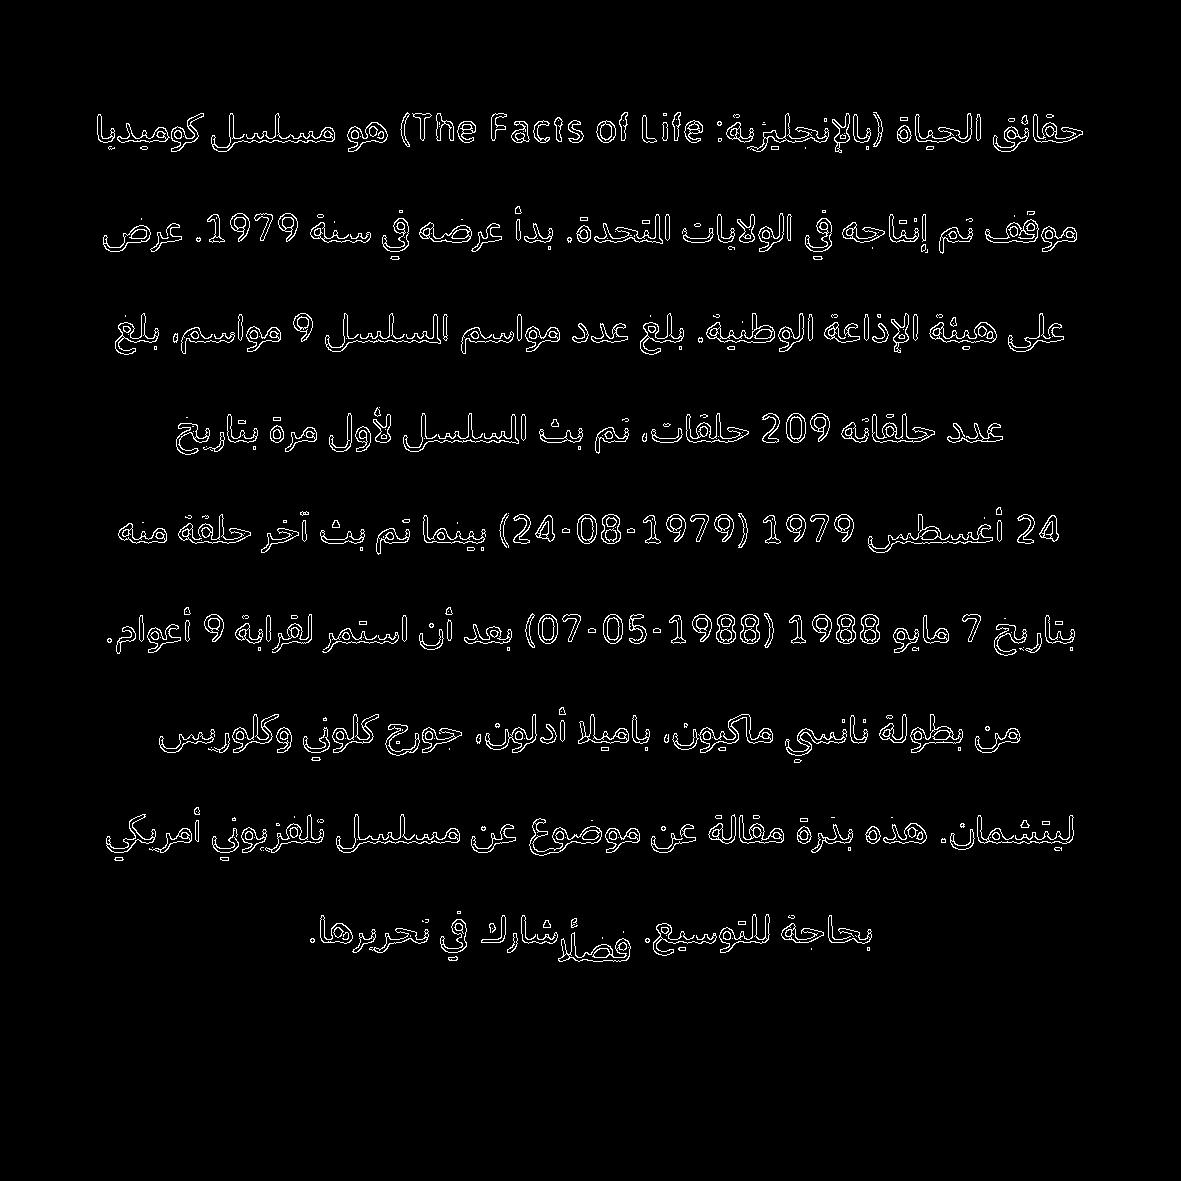 حقائق الحياة (بالإنجليزية: The Facts of Life) هو مسلسل كوميديا
موقف تم إنتاجه في الولايات المتحدة. بدأ عرضه في سنة 1979. عرض
على هيئة الإذاعة الوطنية. بلغ عدد مواسم المسلسل 9 مواسم، بلغ
عدد حلقاته 209 حلقات، تم بث المسلسل لأول مرة بتاريخ
24 أغسطس 1979 (1979-08-24) بينما تم بث آخر حلقة منه
بتاريخ 7 مايو 1988 (1988-05-07) بعد أن استمر لقرابة 9 أعوام.
من بطولة نانسي ماكيون، باميلا أدلون، جورج كلوني وكلوريس
ليتشمان. هذه بذرة مقالة عن موضوع عن مسلسل تلفزيوني أمريكي
بحاجة للتوسيع. فضلًا شارك في تحريرها.